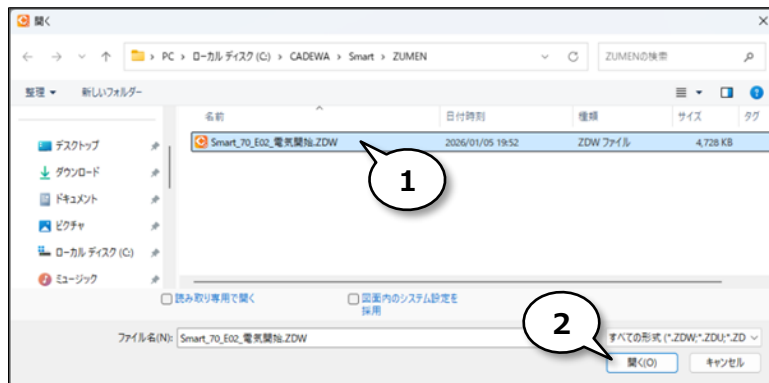 開く
PC › ローカル ディスク (C:) › CADEWA › Smart › ZUMEN
ZUMENの検索
整理 新しいフォルダー
名前 日付時刻 種類 サイズ タグ
デスクトップ
ダウンロード
ドキュメント
ピクチャ
ローカル ディスク (C:)
ミュージック
Smart_70_E02_電気開始.ZDW 2026/01/05 19:52 ZDW ファイル 4,728 KB
1
読み取り専用で開く
図面内のシステム設定を
採用
2
ファイル名(N): Smart_70_E02_電気開始.ZDW
すべての形式 (*.ZDW;*.ZDU;*.ZD
開く(O) キャンセル